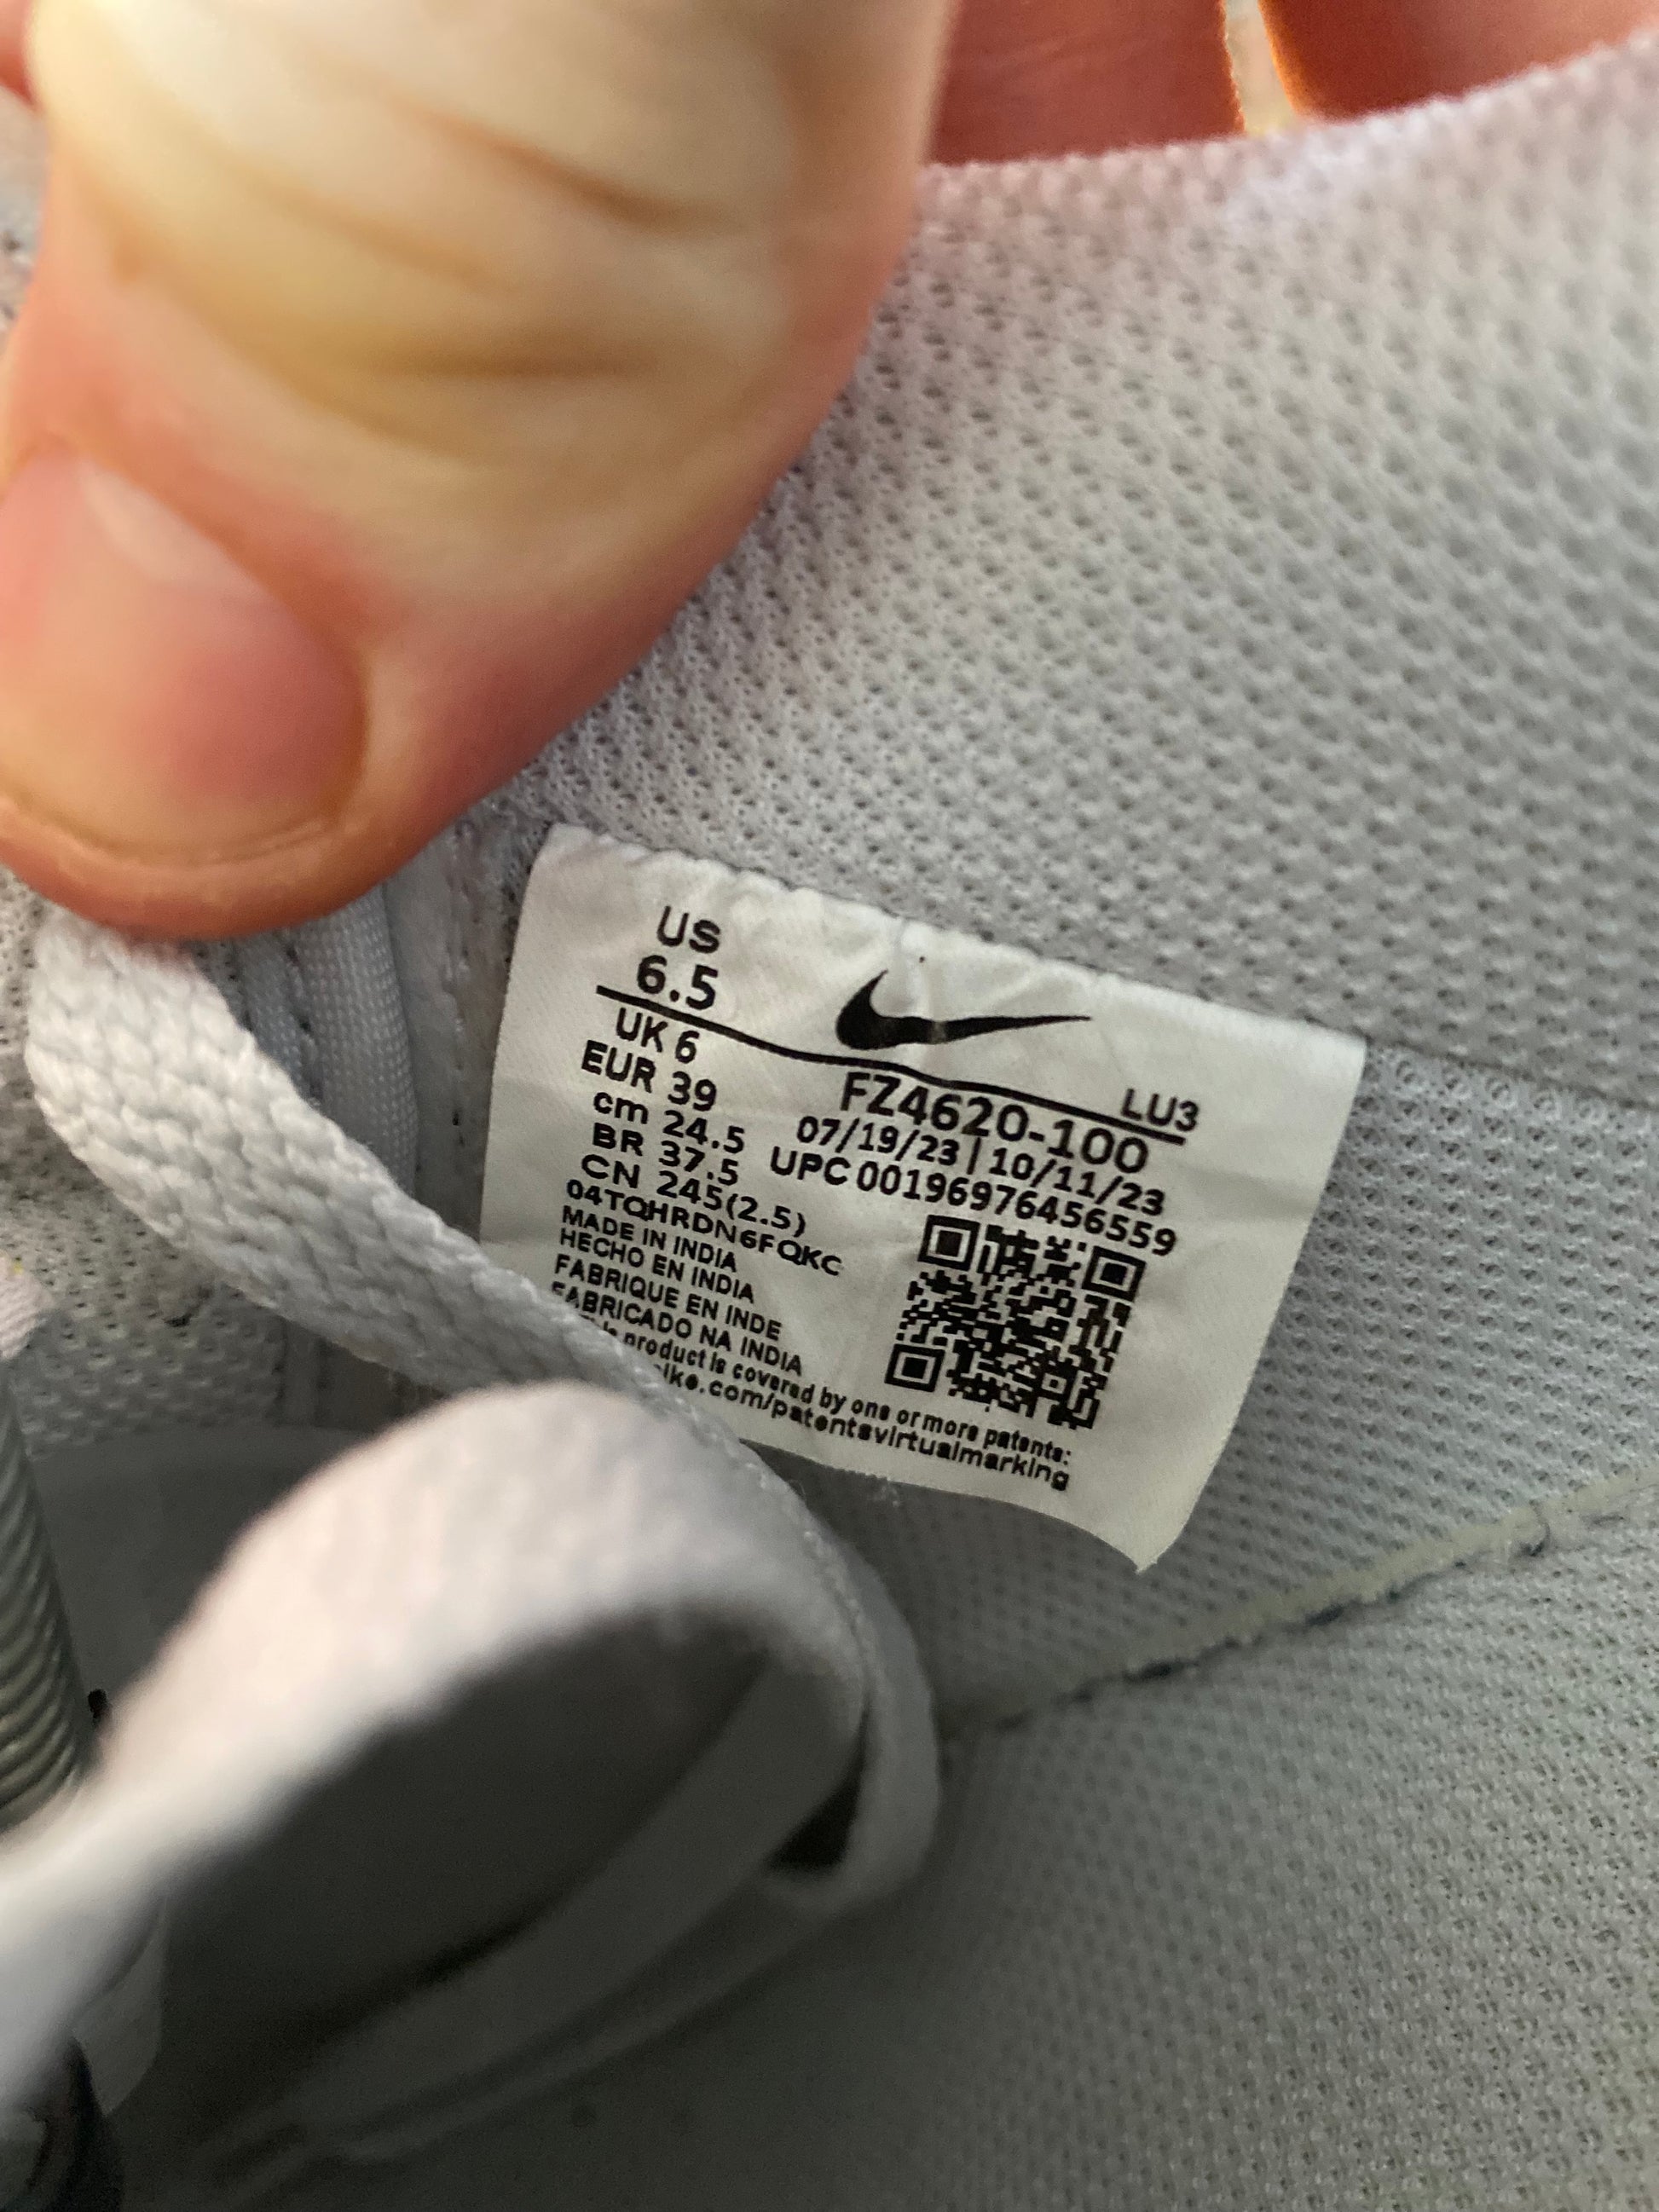 US
6.5
UK 6
EUR 39
cm 24.5
BR 37.5
CN 245(2.5)
04TQHRDN6FQKC
MADE IN INDIA
HECHO EN INDIA
FABRIQUE EN INDE
FABRICADO NA INDIA
product is covered by one or more patents:
ike.com/patentsvirtualmarking
LU3
FZ4620-100
07/19/23 | 10/11/23
UPC 00196976456559